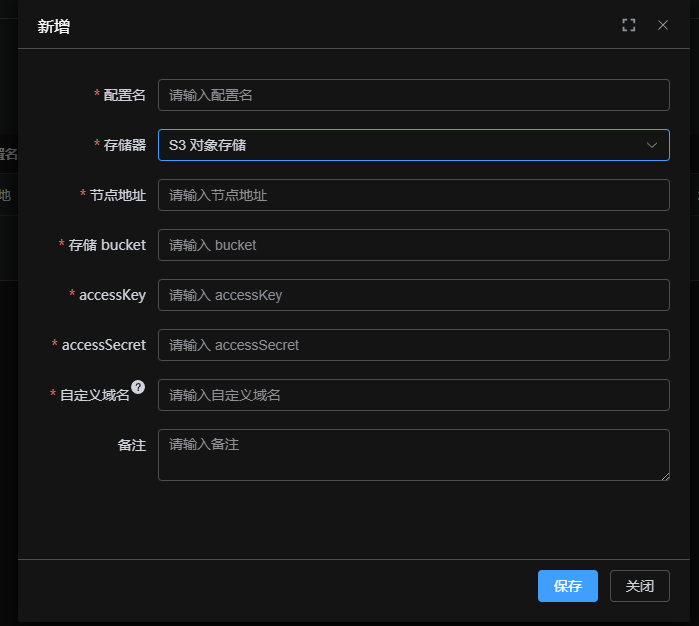 新增
* 配置名 请输入配置名
* 存储器 S3 对象存储
* 节点地址 请输入节点地址
* 存储 bucket 请输入 bucket
* accessKey 请输入 accessKey
* accessSecret 请输入 accessSecret
* 自定义域名 ? 请输入自定义域名
备注 请输入备注
置名
地
保存 关闭